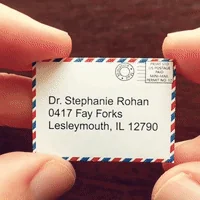 Dr. Stephanie Rohan
0417 Fay Forks
Lesleymouth, IL 12790